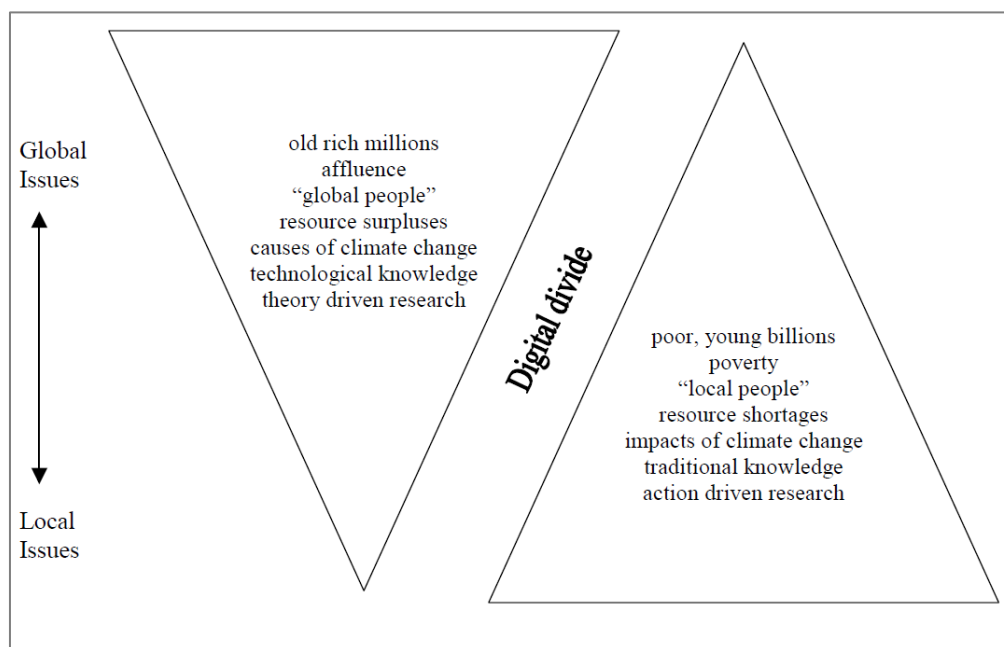 Global
Issues
Local
Issues
old rich millions
affluence
“global people”
resource surpluses
causes of climate change
technological knowledge
theory driven research
Digital divide
poor, young billions
poverty
“local people”
resource shortages
impacts of climate change
traditional knowledge
action driven research